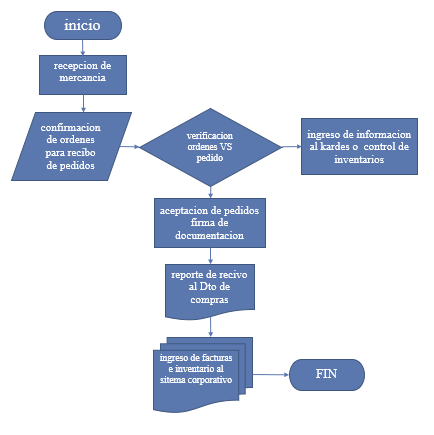 inicio
recepcion de
mercancia
confirmacion
de ordenes
para recibo
de pedidos
verificacion
ordenes VS
pedido
ingreso de informacion
al kardes o control de
inventarios
aceptacion de pedidos
firma de
documentacion
reporte de recivo
al Dto de
compras
ingreso de facturas
e inventario al
sitema corporativo
FIN